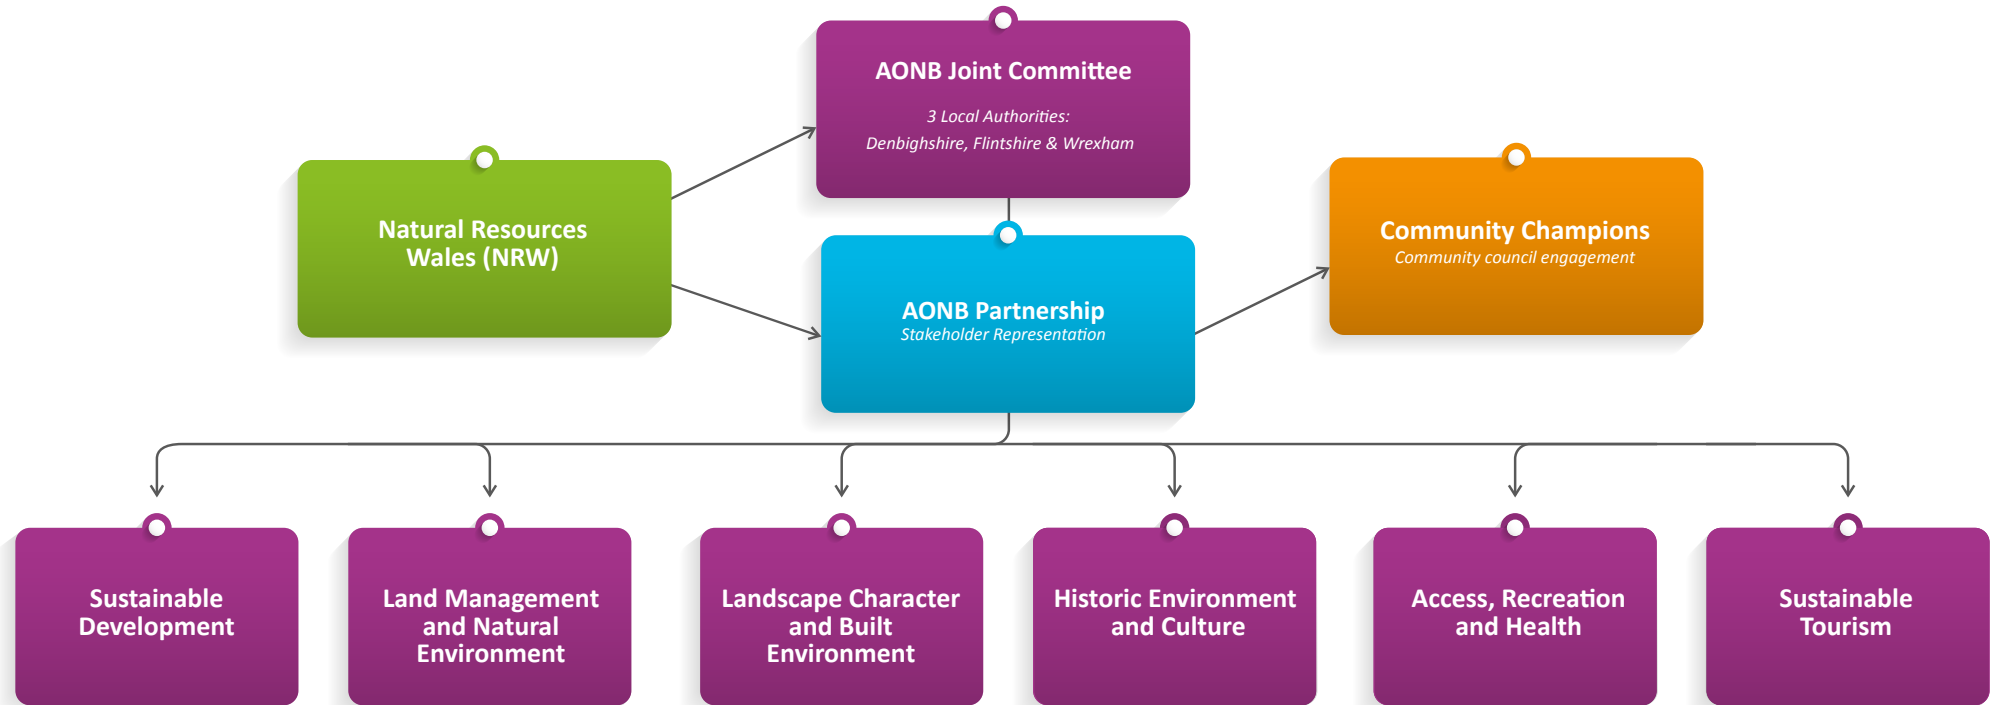 AONB Joint Committee
3 Local Authorities:
Denbighshire, Flintshire & Wrexham
Natural Resources
Wales (NRW)
AONB Partnership
Stakeholder Representation
Community Champions
Community council engagement
Sustainable
Development
Land Management
and Natural
Environment
Landscape Character
and Built
Environment
Historic Environment
and Culture
Access, Recreation
and Health
Sustainable
Tourism